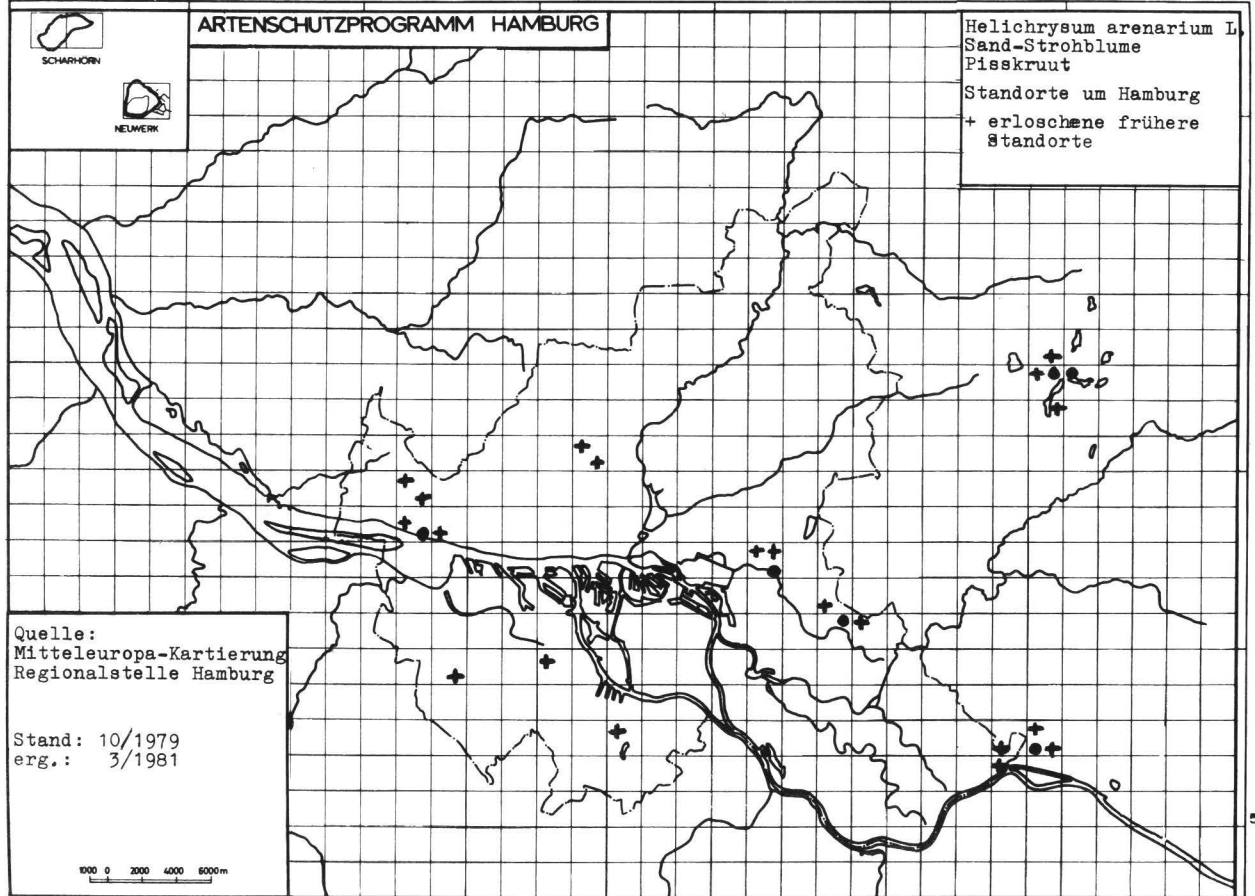 ARTENSCHUTZPROGRAMM HAMBURG
SCHARHÖRN
NEUWERK
Helichrysum arenarium L.
Sand-Strohblume
Pisskruut
Standorte um Hamburg
+ erloschene frühere
Standorte
Quelle:
Mitteleuropa-Kartierung
Regionalstelle Hamburg
Stand: 10/1979
erg.: 3/1981
1000 0 2000 4000 6000m